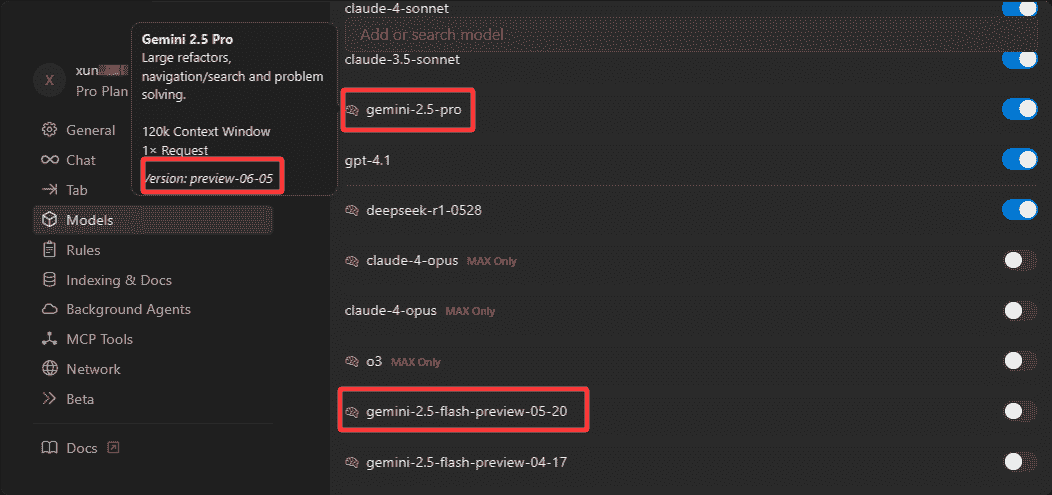 Gemini 2.5 Pro
Large refactors,
navigation/search and problem
solving.
120k Context Window
1× Request
Version: preview-06-05
X
xun
Pro Plan
General
Chat
Tab
Models
Rules
Indexing & Docs
Background Agents
MCP Tools
Network
Beta
Docs
claude-4-sonnet
Add or search model
claude-3.5-sonnet
gemini-2.5-pro
gpt-4.1
deepseek-r1-0528
claude-4-opus MAX Only
claude-4-opus MAX Only
o3 MAX Only
gemini-2.5-flash-preview-05-20
gemini-2.5-flash-preview-04-17